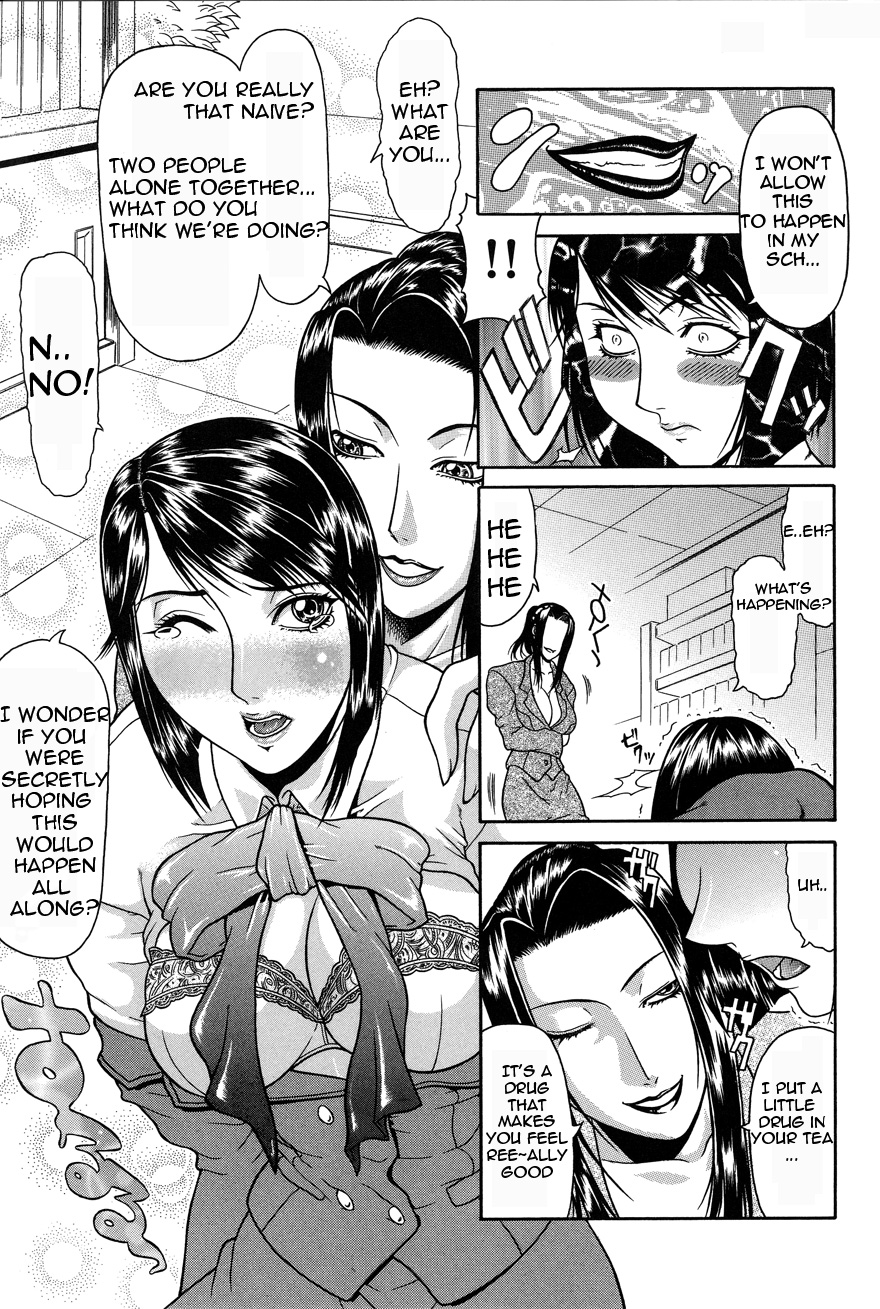 I WON'T
ALLOW
THIS
TO HAPPEN
IN MY
SCH...
!!
E..EH?
WHAT'S
HAPPENING?
HE
HE
HE
UH..
I PUT A
LITTLE
DRUG IN
YOUR TEA
...
IT'S A
DRUG
THAT
MAKES
YOU FEEL
REE~ALLY
GOOD
EH?
WHAT
ARE
YOU...
ARE YOU REALLY
THAT NAIVE?
TWO PEOPLE
ALONE TOGETHER...
WHAT DO YOU
THINK WE'RE DOING?
N..
NO!
I WONDER
IF YOU
WERE
SECRETLY
HOPING
THIS
WOULD
HAPPEN
ALL
ALONG?